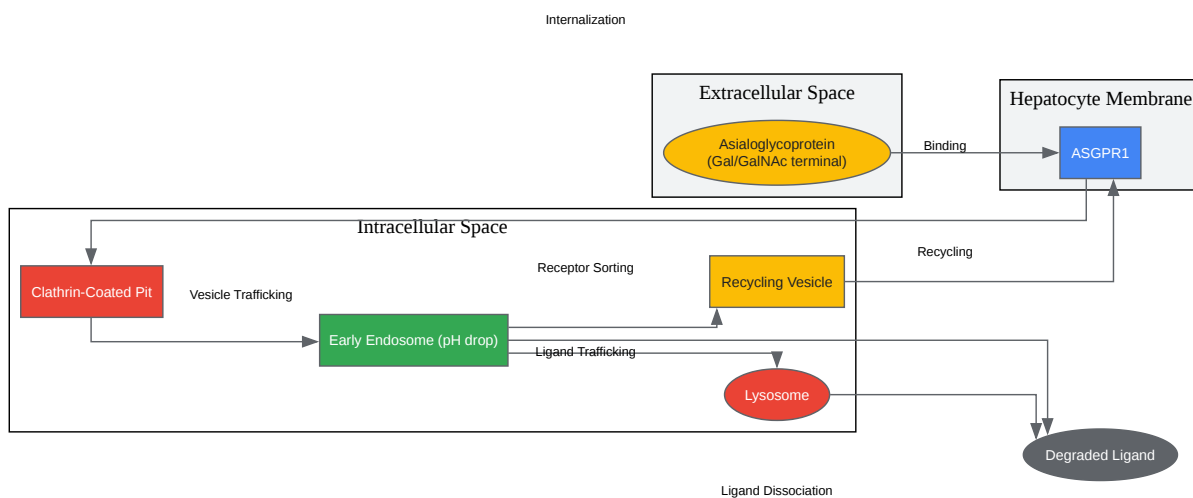 Internalization
Extracellular Space
Hepatocyte Membrane
Asialoglycoprotein
(Gal/GalNAc terminal)
Binding
ASGPR1
Intracellular Space
Recycling
Receptor Sorting
Recycling Vesicle
Clathrin-Coated Pit
Vesicle Trafficking
Early Endosome (pH drop)
Ligand Trafficking
Lysosome
Degraded Ligand
Ligand Dissociation